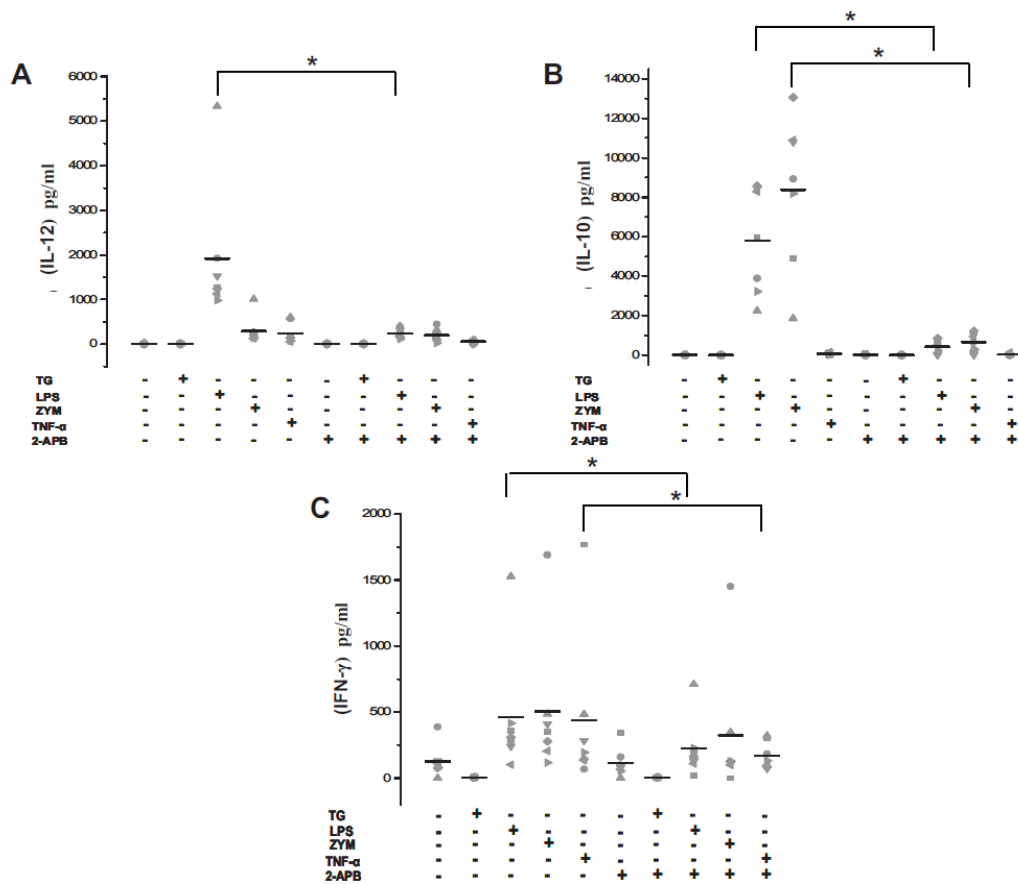 A
*
(IL-12) pg/ml
6000
5000
4000
3000
2000
1000
0
TG - + - - - - + - - -
LPS - - + - - - - + - -
ZYM - - - + - - - - + -
TNF-α - - - - + - - - - +
2-APB - - - - - + + + + +
B
*
*
(IL-10) pg/ml
14000
12000
10000
8000
6000
4000
2000
0
TG - + - - - - + - - -
LPS - - + - - - - + - -
ZYM - - - + - - - - + -
TNF-α - - - - + - - - - +
2-APB - - - - - + + + + +
C
*
*
(IFN-γ) pg/ml
2000
1500
1000
500
0
TG - + - - - - + - - -
LPS - - + - - - - + - -
ZYM - - - + - - - - + -
TNF-α - - - - + - - - - +
2-APB - - - - - + + + + +